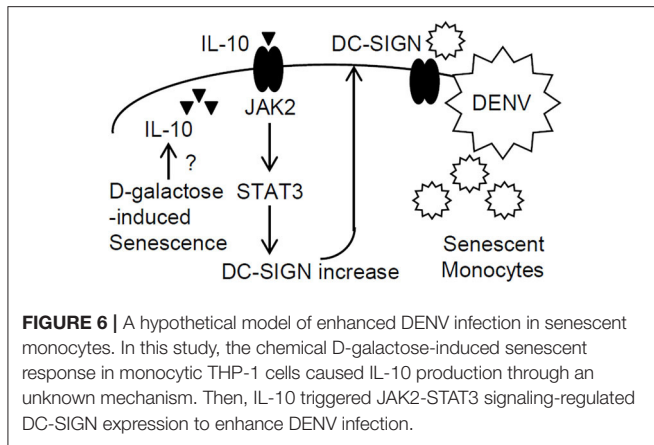 IL-10
DC-SIGN
JAK2
DENV
IL-10
?
D-galactose
-induced
Senescence
STAT3
DC-SIGN increase
Senescent
Monocytes
FIGURE 6 | A hypothetical model of enhanced DENV infection in senescent
monocytes. In this study, the chemical D-galactose-induced senescent
response in monocytic THP-1 cells caused IL-10 production through an
unknown mechanism. Then, IL-10 triggered JAK2-STAT3 signaling-regulated
DC-SIGN expression to enhance DENV infection.